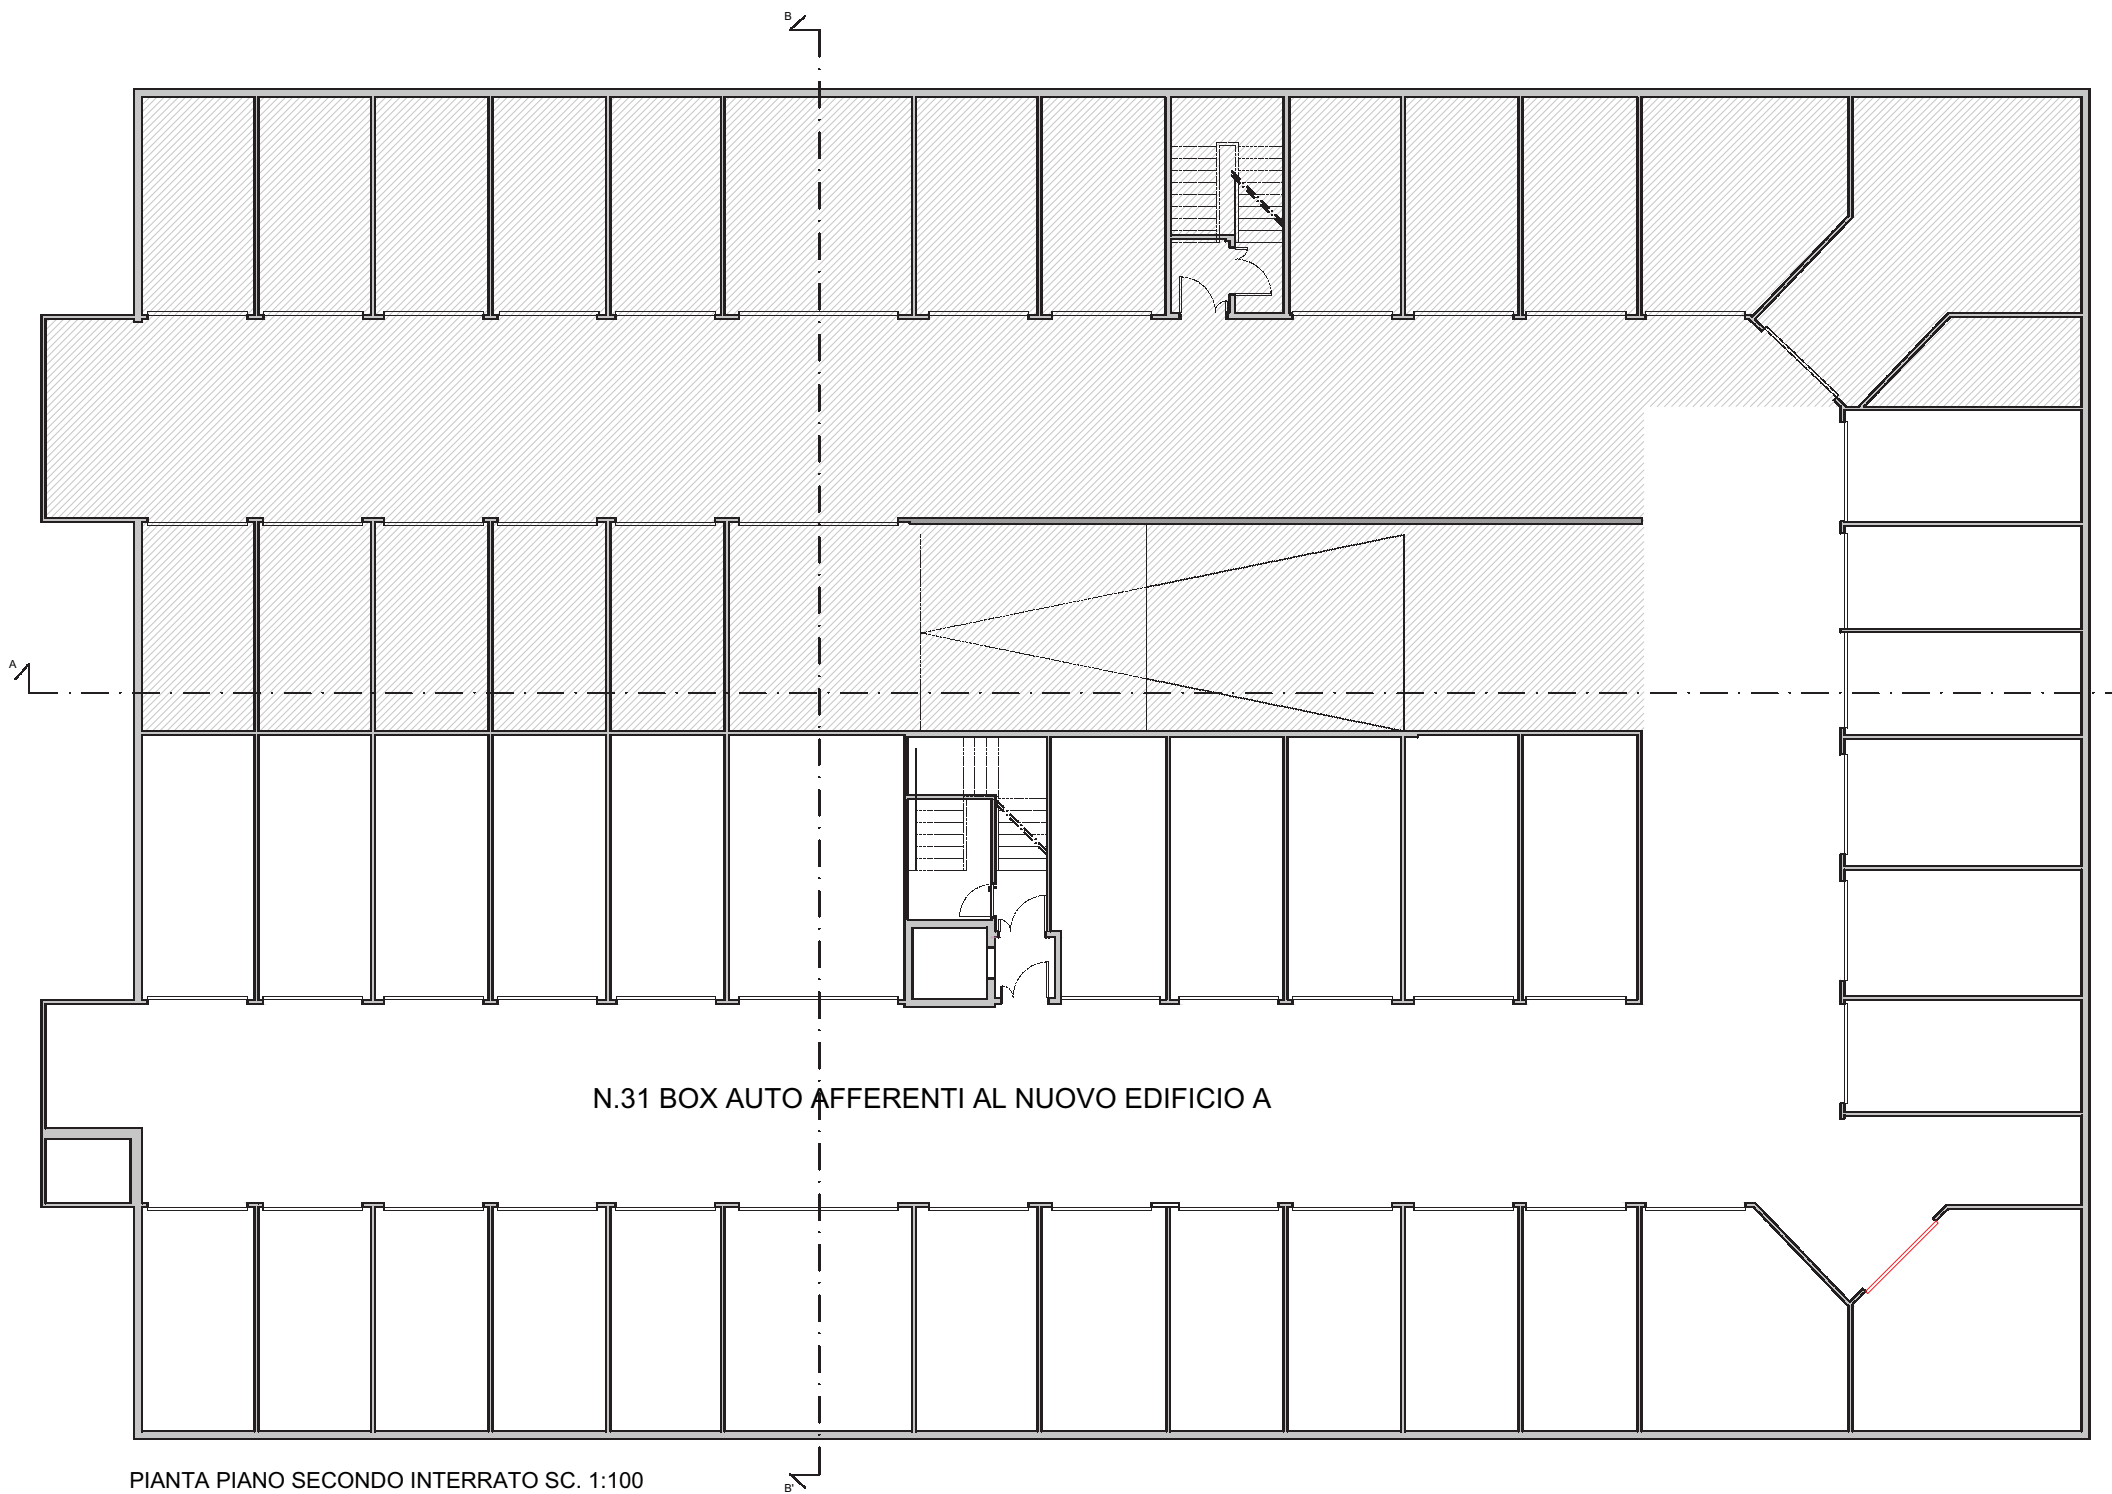 B
A
N.31 BOX AUTO AFFERENTI AL NUOVO EDIFICIO A
PIANTA PIANO SECONDO INTERRATO SC. 1:100
B'